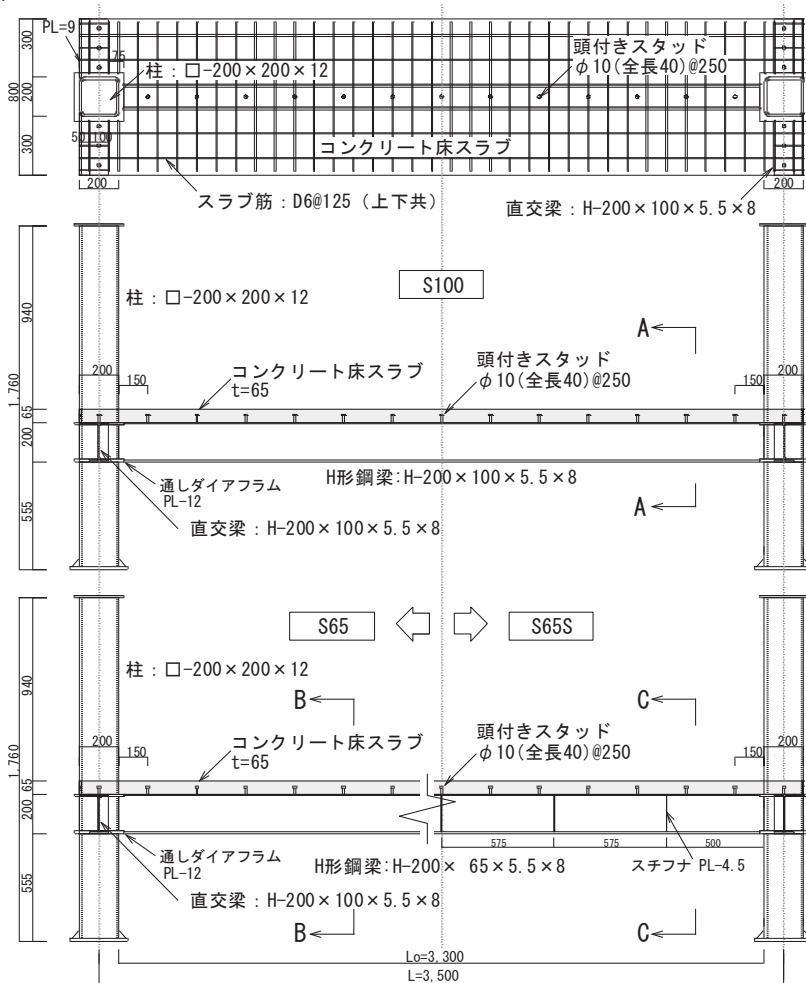 PL=9
300
800
200
300
75
柱：□-200×200×12
頭付きスタッド
φ10(全長40)@250
50 100
コンクリート床スラブ
200
スラブ筋：D6@125（上下共）
直交梁：H-200×100×5.5×8
200
940
1,760
65
200
555
柱：□-200×200×12
S100
A
200
150
コンクリート床スラブ
t=65
頭付きスタッド
φ10(全長40)@250
150
200
通しダイアフラム
PL-12
H形鋼梁:H-200×100×5.5×8
A
直交梁：H-200×100×5.5×8
S65
S65S
940
1,760
65
200
555
柱：□-200×200×12
B
C
200
150
コンクリート床スラブ
t=65
頭付きスタッド
φ10(全長40)@250
150
200
575
575
500
通しダイアフラム
PL-12
H形鋼梁:H-200× 65×5.5×8
スチフナ PL-4.5
直交梁：H-200×100×5.5×8
B
C
Lo=3,300
L=3,500